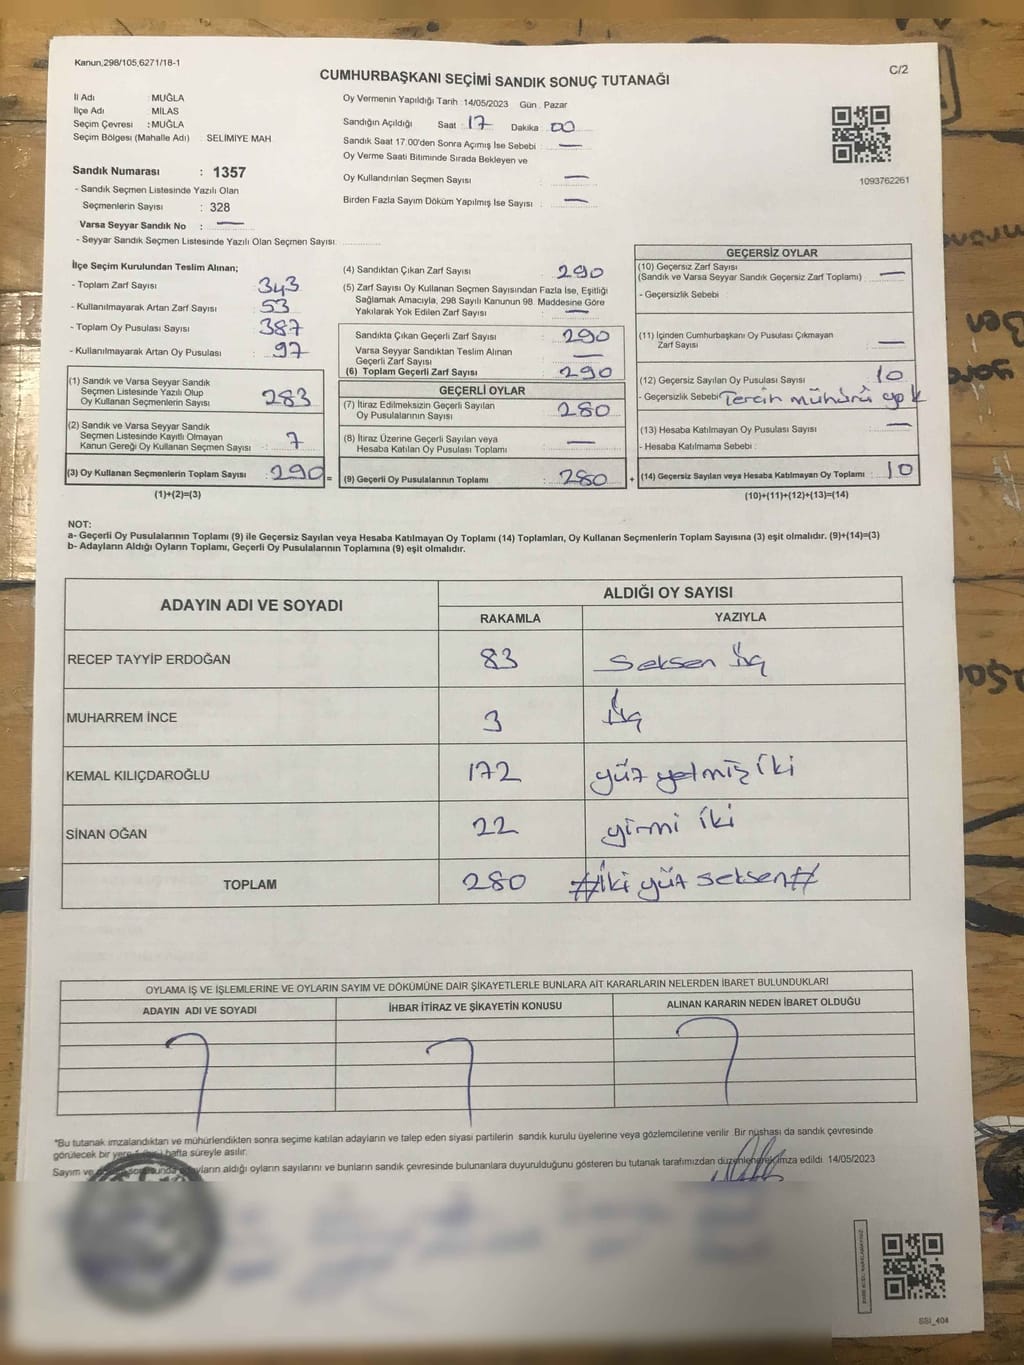 Kanun.298/105,6271/18-1
C/2
CUMHURBAŞKANI SEÇİMİ SANDIK SONUÇ TUTANAĞI
İl Adı : MUĞLA
İlçe Adı : MILAS
Seçim Çevresi : MUĞLA
Seçim Bölgesi (Mahalle Adı) : SELIMIYE MAH
Sandık Numarası : 1357
- Sandık Seçmen Listesinde Yazılı Olan
Seçmenlerin Sayısı : 328
Varsa Seyyar Sandık No : —
- Seyyar Sandık Seçmen Listesinde Yazılı Olan Seçmen Sayısı:
Oy Vermenin Yapıldığı Tarih : 14/05/2023 Gün : Pazar
Sandığın Açıldığı Saat : 17 Dakika : 00
Sandık Saat 17.00'den Sonra Açımış İse Sebebi : —
Oy Verme Saati Bitiminde Sırada Bekleyen ve
Oy Kullandırılan Seçmen Sayısı : —
Birden Fazla Sayım Döküm Yapılmış İse Sayısı : —
1093762261
İlçe Seçim Kurulundan Teslim Alınan;
- Toplam Zarf Sayısı : 343
- Kullanılmayarak Artan Zarf Sayısı : 53
- Toplam Oy Pusulası Sayısı : 387
- Kullanılmayarak Artan Oy Pusulası : 97
(1) Sandık ve Varsa Seyyar Sandık
Seçmen Listesinde Yazılı Olup
Oy Kullanan Seçmenlerin Sayısı : 283
(2) Sandık ve Varsa Seyyar Sandık
Seçmen Listesinde Kayıtlı Olmayan
Kanun Gereği Oy Kullanan Seçmen Sayısı : 7
(3) Oy Kullanan Seçmenlerin Toplam Sayısı : 290 =
(1)+(2)=(3)
(4) Sandıktan Çıkan Zarf Sayısı : 290
(5) Zarf Sayısı Oy Kullanan Seçmen Sayısından Fazla İse, Eşitliği
Sağlamak Amacıyla, 298 Sayılı Kanunun 98. Maddesine Göre
Yakılarak Yok Edilen Zarf Sayısı : —
Sandıkta Çıkan Geçerli Zarf Sayısı : 290
Varsa Seyyar Sandıktan Teslim Alınan
Geçerli Zarf Sayısı : —
(6) Toplam Geçerli Zarf Sayısı : 290
GEÇERLİ OYLAR
(7) İtiraz Edilmeksizin Geçerli Sayılan
Oy Pusulalarının Sayısı : 280
(8) İtiraz Üzerine Geçerli Sayılan veya
Hesaba Katılan Oy Pusulası Toplamı : —
(9) Geçerli Oy Pusulalarının Toplamı : 280 +
GEÇERSİZ OYLAR
(10) Geçersiz Zarf Sayısı
(Sandık ve Varsa Seyyar Sandık Geçersiz Zarf Toplamı) : —
- Geçersizlik Sebebi :
(11) İçinden Cumhurbaşkanı Oy Pusulası Çıkmayan
Zarf Sayısı : —
(12) Geçersiz Sayılan Oy Pusulası Sayısı : 10
- Geçersizlik Sebebi : Tercih mühürü yok
(13) Hesaba Katılmayan Oy Pusulası Sayısı : —
- Hesaba Katılmama Sebebi :
(14) Geçersiz Sayılan veya Hesaba Katılmayan Oy Toplamı : 10
(10)+(11)+(12)+(13)=(14)
NOT:
a- Geçerli Oy Pusulalarının Toplamı (9) ile Geçersiz Sayılan veya Hesaba Katılmayan Oy Toplamı (14) Toplamları, Oy Kullanan Seçmenlerin Toplam Sayısına (3) eşit olmalıdır. (9)+(14)=(3)
b- Adayların Aldığı Oyların Toplamı, Geçerli Oy Pusulalarının Toplamına (9) eşit olmalıdır.
ADAYIN ADI VE SOYADI
ALDIĞI OY SAYISI
RAKAMLA YAZIYLA
RECEP TAYYİP ERDOĞAN 83 Seksen Üç
MUHARREM İNCE 3 Üç
KEMAL KILIÇDAROĞLU 172 yüz yetmiş iki
SİNAN OĞAN 22 yirmi iki
TOPLAM 280 #İki yüz seksen#
OYLAMA İŞ VE İŞLEMLERİNE VE OYLARIN SAYIM VE DÖKÜMÜNE DAİR ŞİKAYETLERLE BUNLARA AİT KARARLARIN NELERDEN İBARET BULUNDUKLARI
ADAYIN ADI VE SOYADI İHBAR İTİRAZ VE ŞİKAYETİN KONUSU ALINAN KARARIN NEDEN İBARET OLDUĞU
*Bu tutanak imzalandıktan ve mühürlendikten sonra seçime katılan adayların ve talep eden siyasi partilerin sandık kurulu üyelerine veya gözlemcilerine verilir. Bir nüshası da sandık çevresinde
görülecek bir yere 1 (bir) hafta süreyle asılır.
Sayım ve sonrasında adayların aldığı oyların sayılarını ve bunların sandık çevresinde bulunanlara duyurulduğunu gösteren bu tutanak tarafımızdan düzenlenerek imza edildi. 14/05/2023
SSI_404